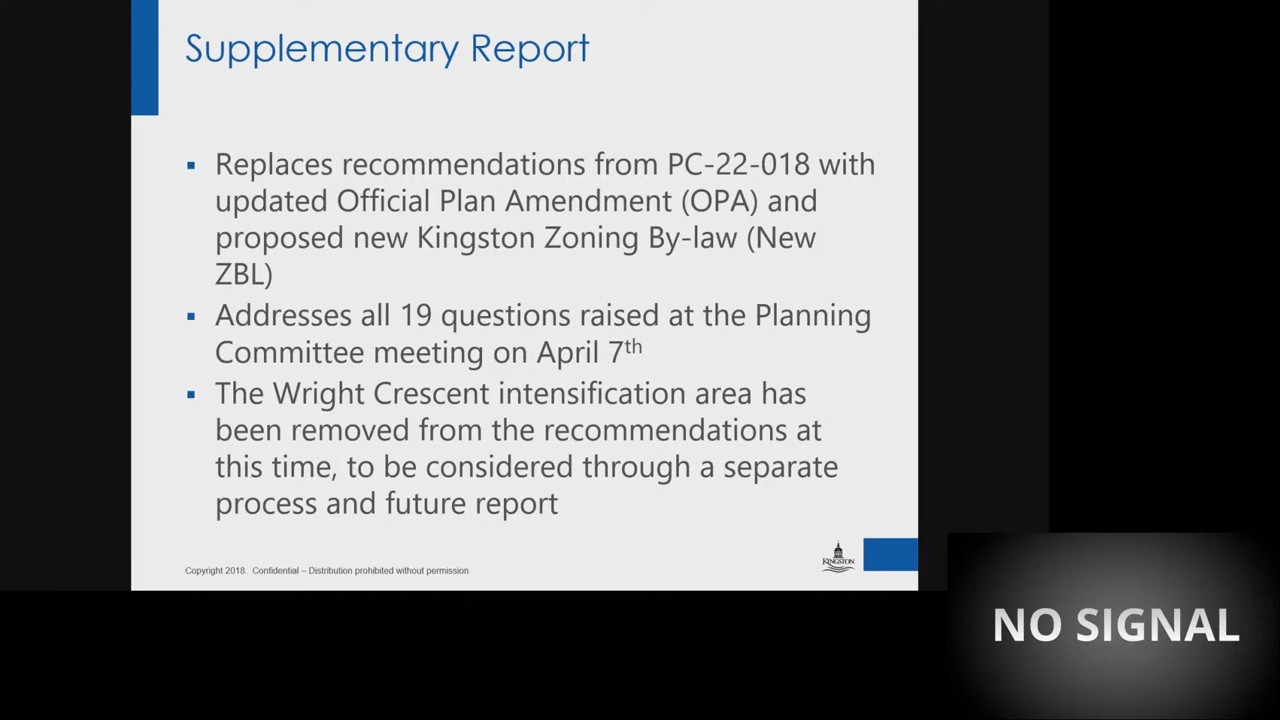 Supplementary Report
▪ Replaces recommendations from PC-22-018 with
updated Official Plan Amendment (OPA) and
proposed new Kingston Zoning By-law (New
ZBL)
▪ Addresses all 19 questions raised at the Planning
Committee meeting on April 7th
▪ The Wright Crescent intensification area has
been removed from the recommendations at
this time, to be considered through a separate
process and future report
Copyright 2018. Confidential – Distribution prohibited without permission
KINGSTON
NO SIGNAL